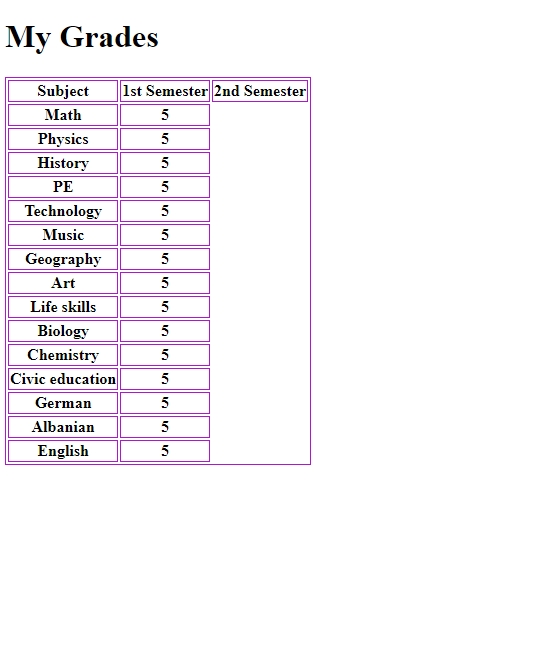 My Grades
Subject 1st Semester 2nd Semester
Math 5
Physics 5
History 5
PE 5
Technology 5
Music 5
Geography 5
Art 5
Life skills 5
Biology 5
Chemistry 5
Civic education 5
German 5
Albanian 5
English 5